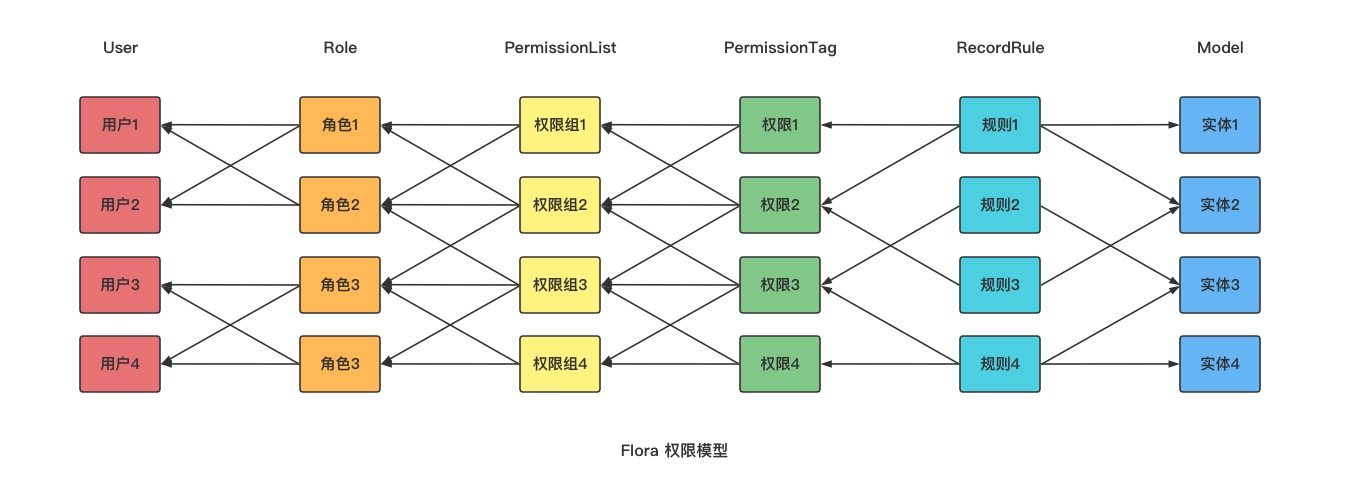 User Role PermissionList PermissionTag RecordRule Model
用户1 角色1 权限组1 权限1 规则1 实体1
用户2 角色2 权限组2 权限2 规则2 实体2
用户3 角色3 权限组3 权限3 规则3 实体3
用户4 角色3 权限组4 权限4 规则4 实体4
Flora 权限模型